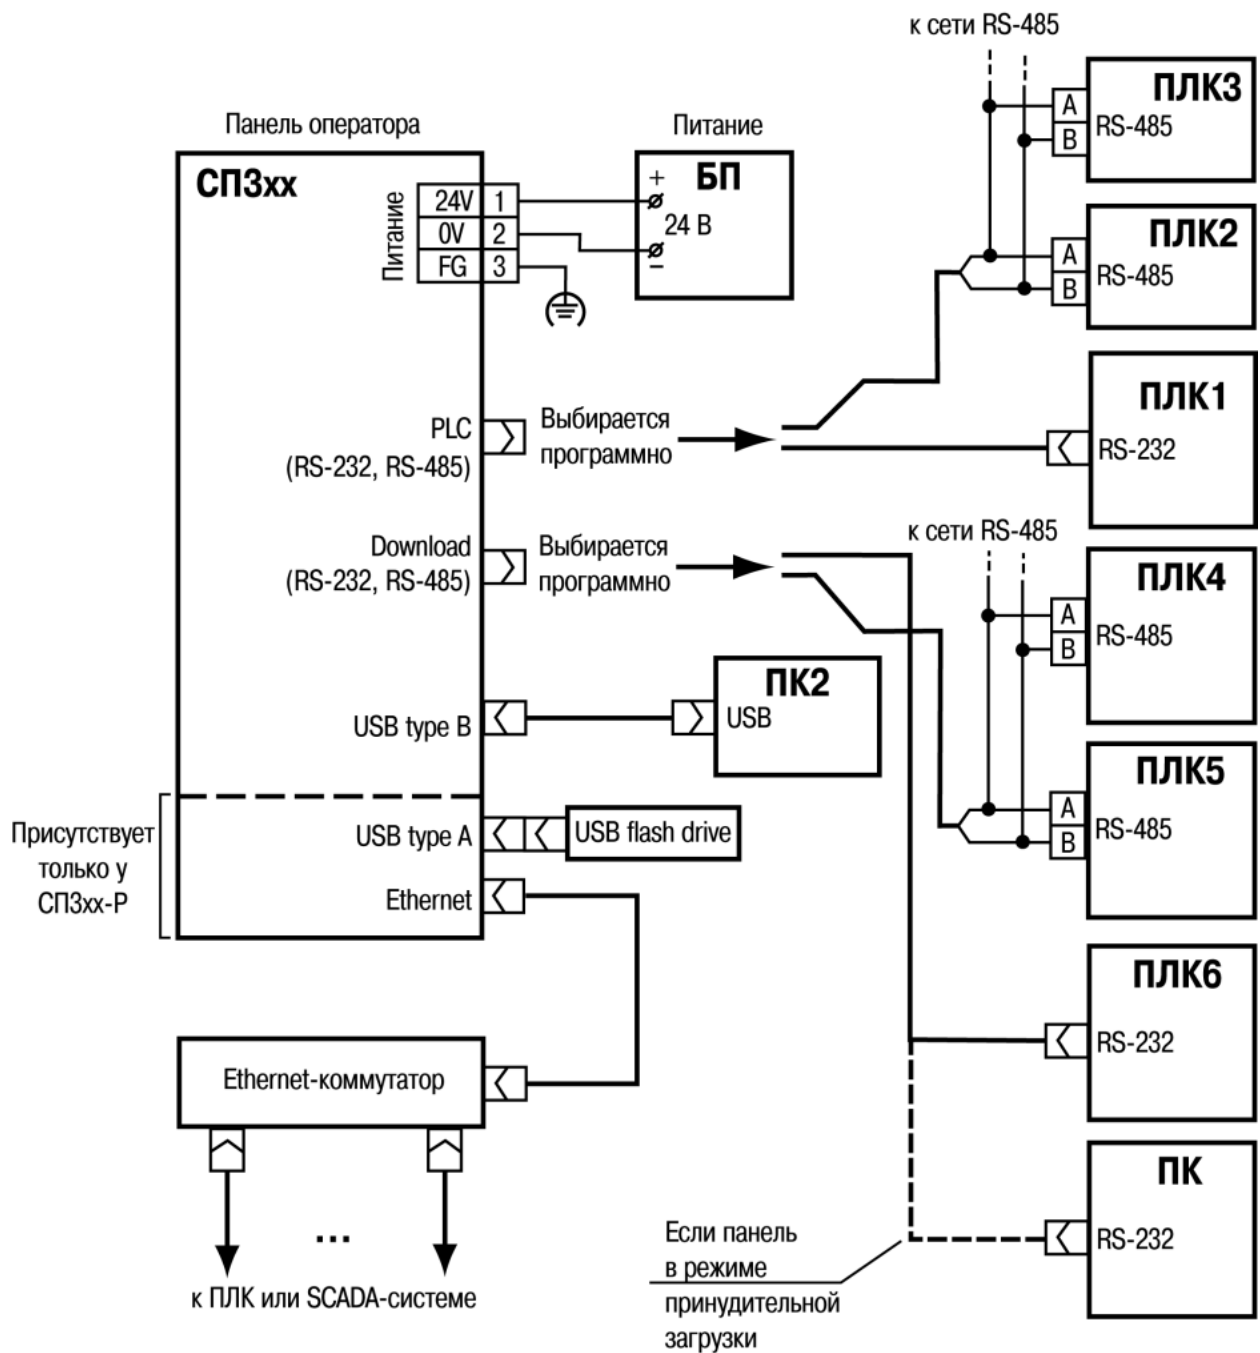 к сети RS-485
ПЛК3
A
RS-485
B
Панель оператора
Питание
СП3хх
Питание
24V
1
0V
2
FG
3
+
БП
24 В
–
ПЛК2
A
RS-485
B
ПЛК1
RS-232
PLC
(RS-232, RS-485)
Выбирается
программно
к сети RS-485
Download
(RS-232, RS-485)
Выбирается
программно
ПЛК4
A
RS-485
B
ПК2
USB
USB type B
ПЛК5
A
RS-485
B
Присутствует
только у
СП3хх-Р
USB type A
USB flash drive
Ethernet
ПЛК6
RS-232
Ethernet-коммутатор
ПК
RS-232
...
к ПЛК или SCADA-системе
Если панель
в режиме
принудительной
загрузки